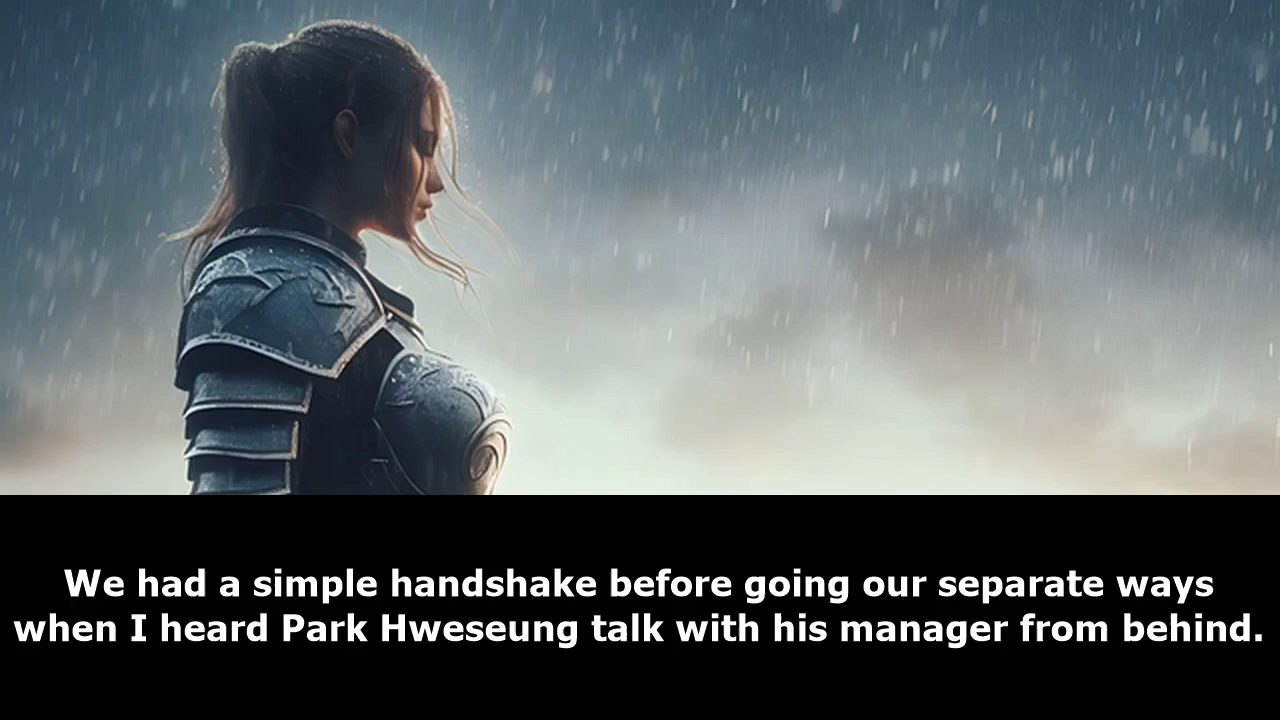 We had a simple handshake before going our separate ways
when I heard Park Hweseung talk with his manager from behind.